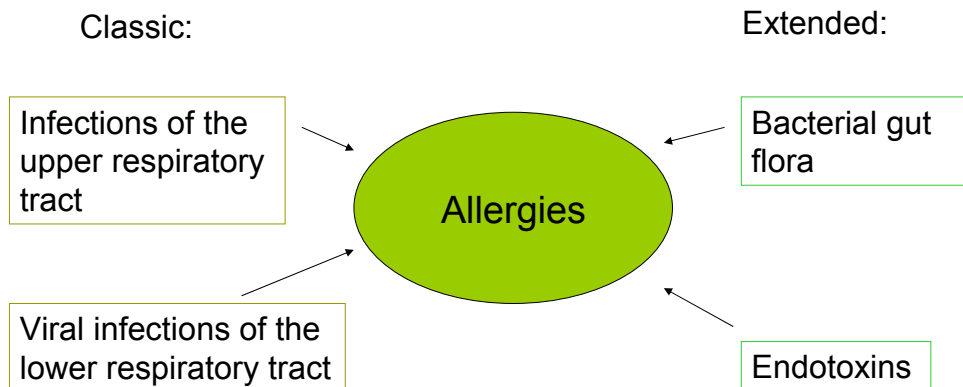 Classic:
Extended:
Infections of the
upper respiratory
tract
Bacterial gut
flora
Allergies
Viral infections of the
lower respiratory tract
Endotoxins